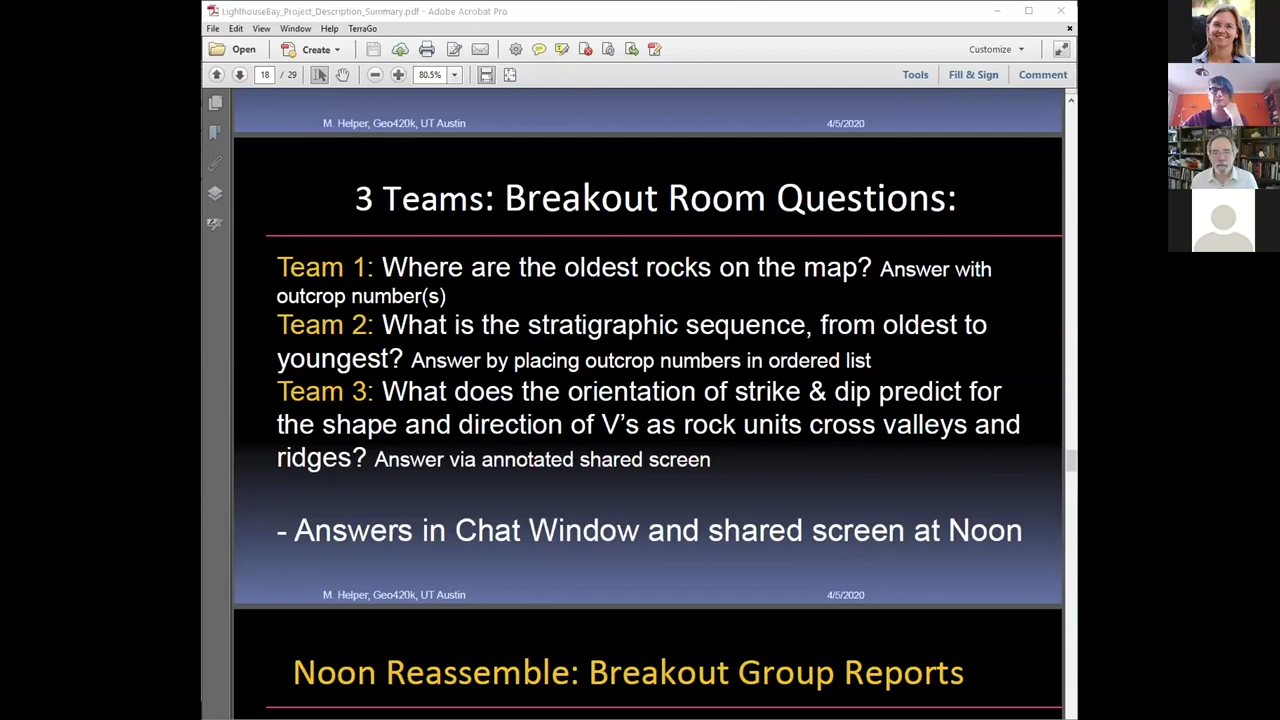 LighthouseBay_Project_Description_Summary.pdf - Adobe Acrobat Pro
File Edit View Window Help TerraGo
Open Create Customize
18 / 29 80.5% Tools Fill & Sign Comment
M. Helper, Geo420k, UT Austin 4/5/2020
3 Teams: Breakout Room Questions:
Team 1: Where are the oldest rocks on the map? Answer with
outcrop number(s)
Team 2: What is the stratigraphic sequence, from oldest to
youngest? Answer by placing outcrop numbers in ordered list
Team 3: What does the orientation of strike & dip predict for
the shape and direction of V's as rock units cross valleys and
ridges? Answer via annotated shared screen
- Answers in Chat Window and shared screen at Noon
M. Helper, Geo420k, UT Austin 4/5/2020
Noon Reassemble: Breakout Group Reports